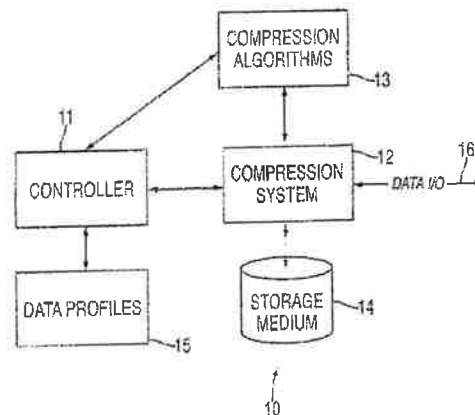 COMPRESSION
ALGORITHMS
13
11
CONTROLLER
12
COMPRESSION
SYSTEM
DATA I/O
16
DATA PROFILES
15
STORAGE
MEDIUM
14
10